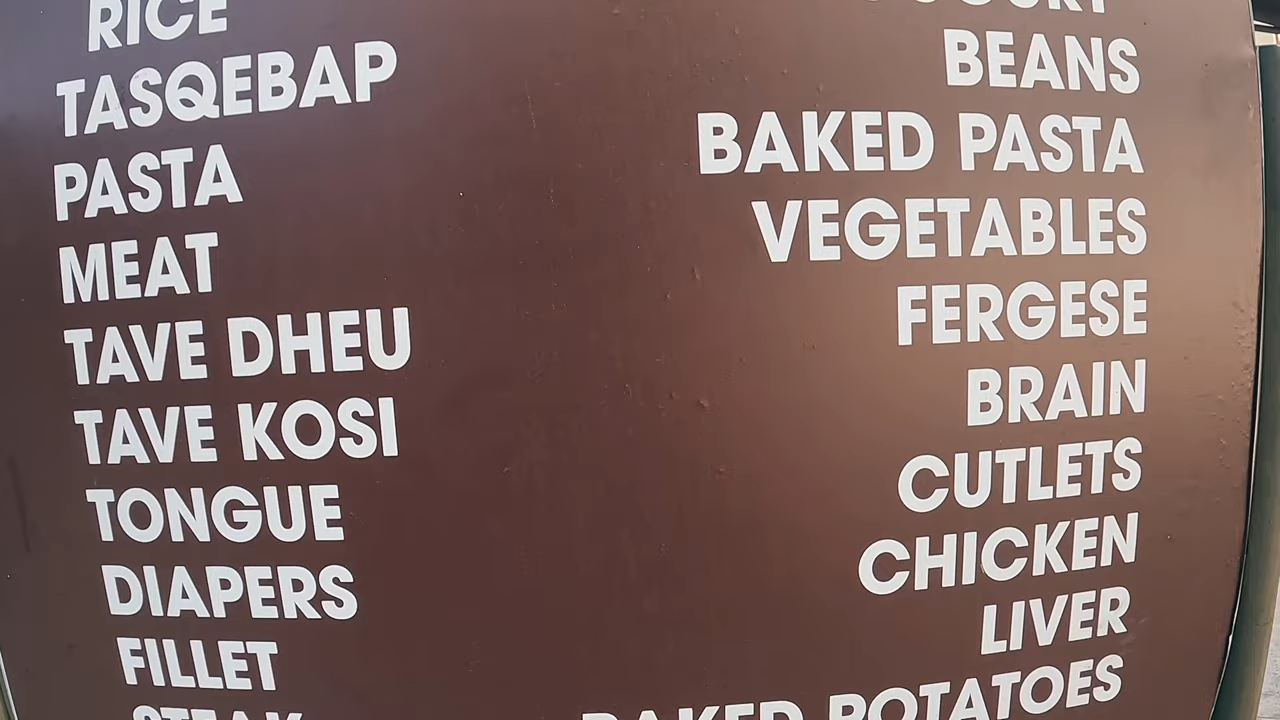 RICE
TASQEBAP
PASTA
MEAT
TAVE DHEU
TAVE KOSI
TONGUE
DIAPERS
FILLET
STEAK
BEANS
BAKED PASTA
VEGETABLES
FERGESE
BRAIN
CUTLETS
CHICKEN
LIVER
BAKED POTATOES